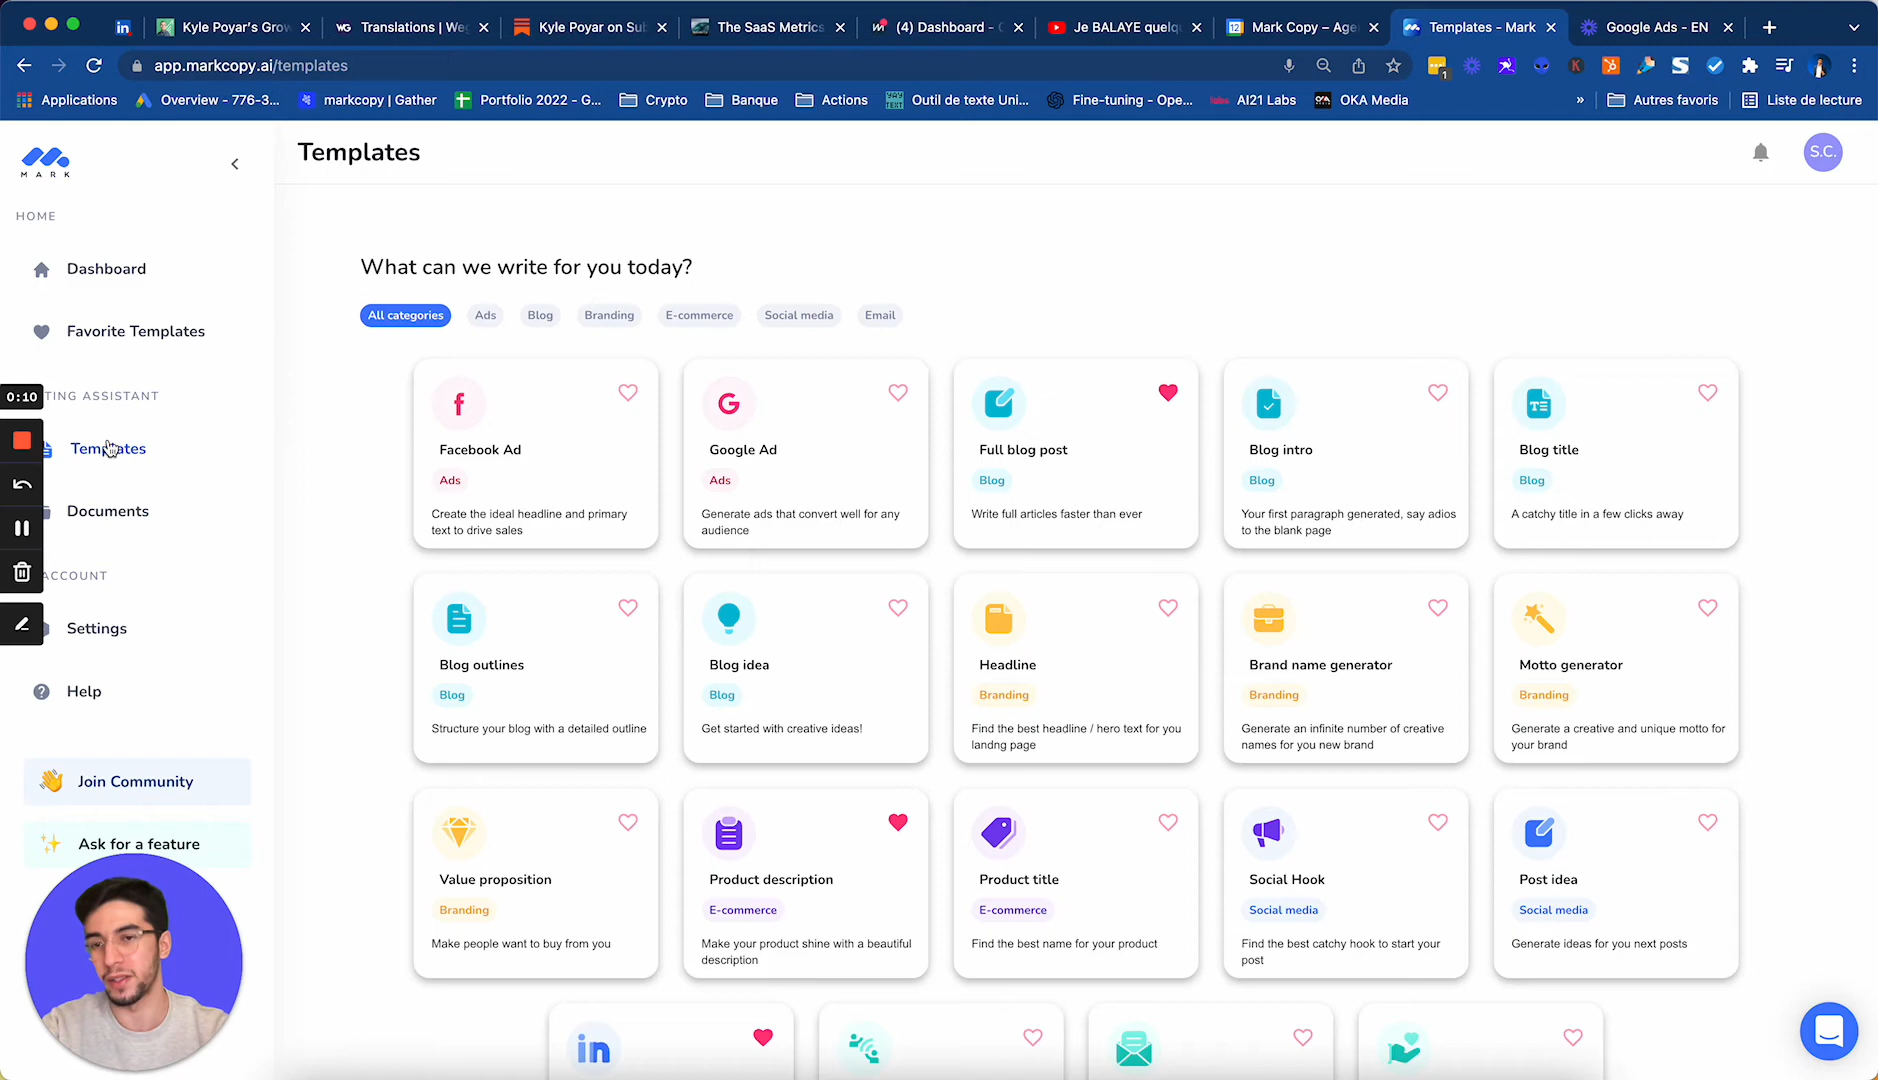 Kyle Poyar's Grow
Translations | We
Kyle Poyar on Sub
The SaaS Metrics
(4) Dashboard - C
Je BALAYE quelqu
Mark Copy – Age
Templates - Mark
Google Ads - EN
app.markcopy.ai/templates
Applications
Overview - 776-3...
markcopy | Gather
Portfolio 2022 - G...
Crypto
Banque
Actions
Outil de texte Uni...
Fine-tuning - Ope...
AI21 Labs
OKA Media
»
Autres favoris
Liste de lecture
MARK
Templates
S.C.
HOME
Dashboard
Favorite Templates
0:10
TING ASSISTANT
Templates
Documents
ACCOUNT
Settings
Help
Join Community
Ask for a feature
What can we write for you today?
All categories
Ads
Blog
Branding
E-commerce
Social media
Email
Facebook Ad
Ads
Create the ideal headline and primary
text to drive sales
Google Ad
Ads
Generate ads that convert well for any
audience
Full blog post
Blog
Write full articles faster than ever
Blog intro
Blog
Your first paragraph generated, say adios
to the blank page
Blog title
Blog
A catchy title in a few clicks away
Blog outlines
Blog
Structure your blog with a detailed outline
Blog idea
Blog
Get started with creative ideas!
Headline
Branding
Find the best headline / hero text for you
landng page
Brand name generator
Branding
Generate an infinite number of creative
names for you new brand
Motto generator
Branding
Generate a creative and unique motto for
your brand
Value proposition
Branding
Make people want to buy from you
Product description
E-commerce
Make your product shine with a beautiful
description
Product title
E-commerce
Find the best name for your product
Social Hook
Social media
Find the best catchy hook to start your
post
Post idea
Social media
Generate ideas for you next posts
in